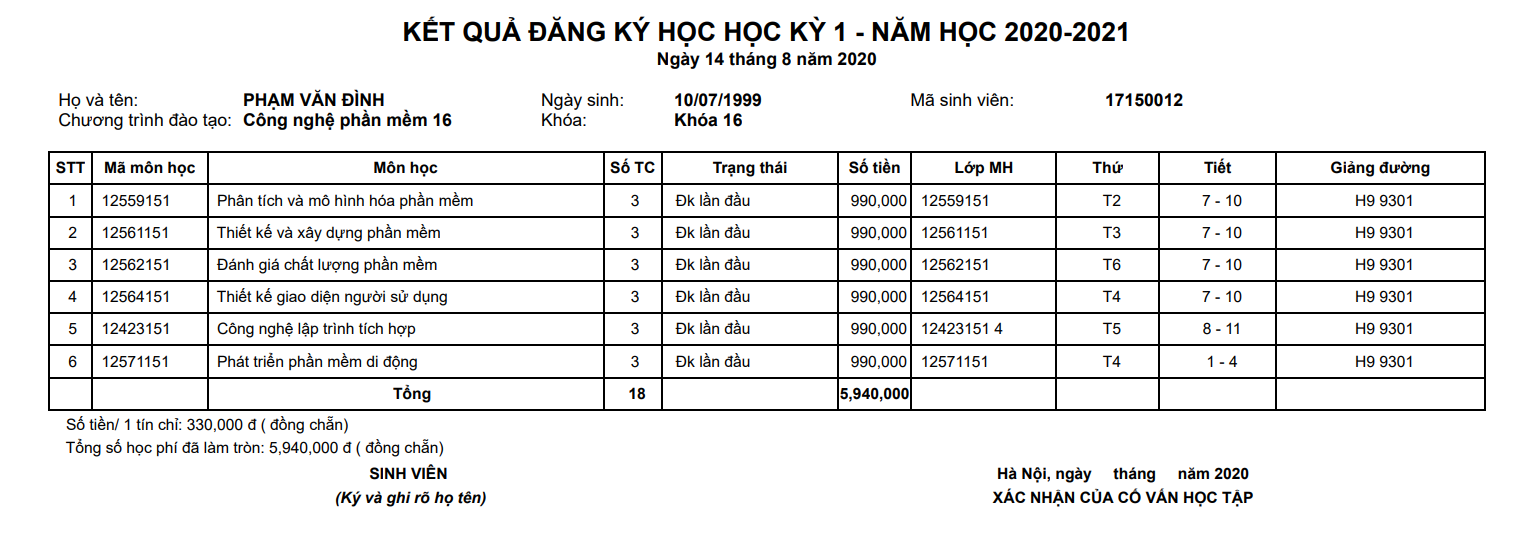 KẾT QUẢ ĐĂNG KÝ HỌC HỌC KỲ 1 - NĂM HỌC 2020-2021
Ngày 14 tháng 8 năm 2020
Họ và tên: PHẠM VĂN ĐÌNH Ngày sinh: 10/07/1999 Mã sinh viên: 17150012
Chương trình đào tạo: Công nghệ phần mềm 16 Khóa: Khóa 16
STT Mã môn học Môn học Số TC Trạng thái Số tiền Lớp MH Thứ Tiết Giảng đường
1 12559151 Phân tích và mô hình hóa phần mềm 3 Đk lần đầu 990,000 12559151 T2 7 - 10 H9 9301
2 12561151 Thiết kế và xây dựng phần mềm 3 Đk lần đầu 990,000 12561151 T3 7 - 10 H9 9301
3 12562151 Đánh giá chất lượng phần mềm 3 Đk lần đầu 990,000 12562151 T6 7 - 10 H9 9301
4 12564151 Thiết kế giao diện người sử dụng 3 Đk lần đầu 990,000 12564151 T4 7 - 10 H9 9301
5 12423151 Công nghệ lập trình tích hợp 3 Đk lần đầu 990,000 12423151 4 T5 8 - 11 H9 9301
6 12571151 Phát triển phần mềm di động 3 Đk lần đầu 990,000 12571151 T4 1 - 4 H9 9301
Tổng 18 5,940,000
Số tiền/ 1 tín chỉ: 330,000 đ ( đồng chẵn)
Tổng số học phí đã làm tròn: 5,940,000 đ ( đồng chẵn)
SINH VIÊN Hà Nội, ngày tháng năm 2020
(Ký và ghi rõ họ tên) XÁC NHẬN CỦA CỐ VẤN HỌC TẬP